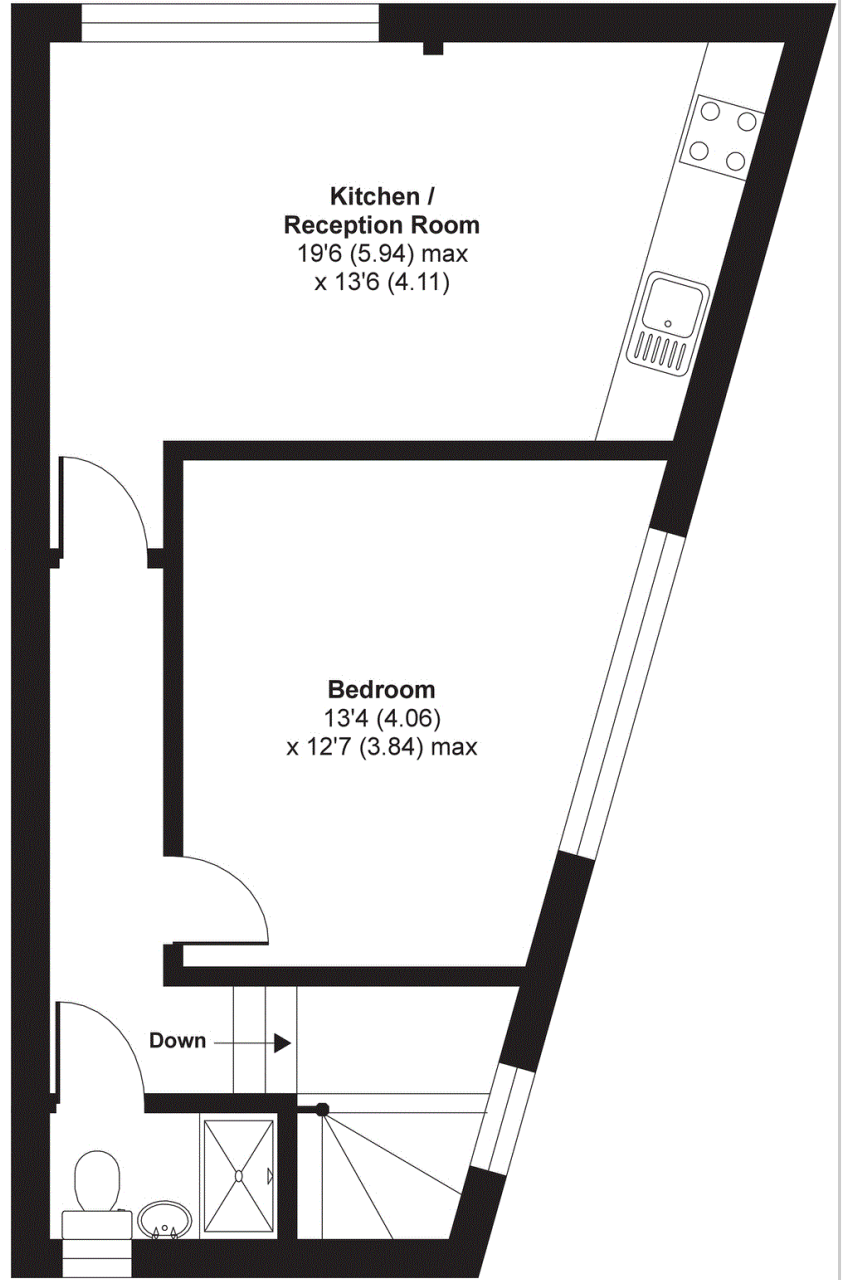 Kitchen /
Reception Room
19'6 (5.94) max
x 13'6 (4.11)
Bedroom
13'4 (4.06)
x 12'7 (3.84) max
Down